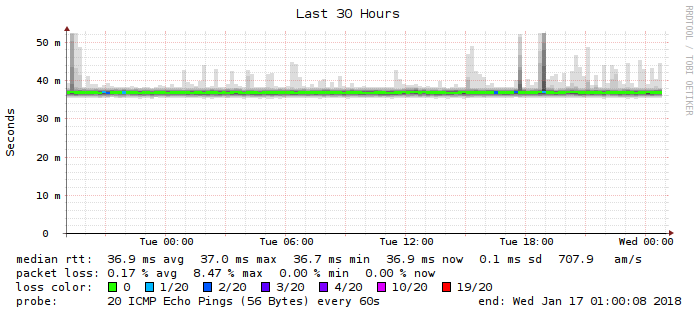 Last 30 Hours
RRDTOOL / TOBI OETIKER
Seconds
50 m
40 m
30 m
20 m
10 m
0
Tue 00:00 Tue 06:00 Tue 12:00 Tue 18:00 Wed 00:00
median rtt: 36.9 ms avg 37.0 ms max 36.7 ms min 36.9 ms now 0.1 ms sd 707.9 am/s
packet loss: 0.17 % avg 8.47 % max 0.00 % min 0.00 % now
loss color: 0 1/20 2/20 3/20 4/20 10/20 19/20
probe: 20 ICMP Echo Pings (56 Bytes) every 60s end: Wed Jan 17 01:00:08 2018